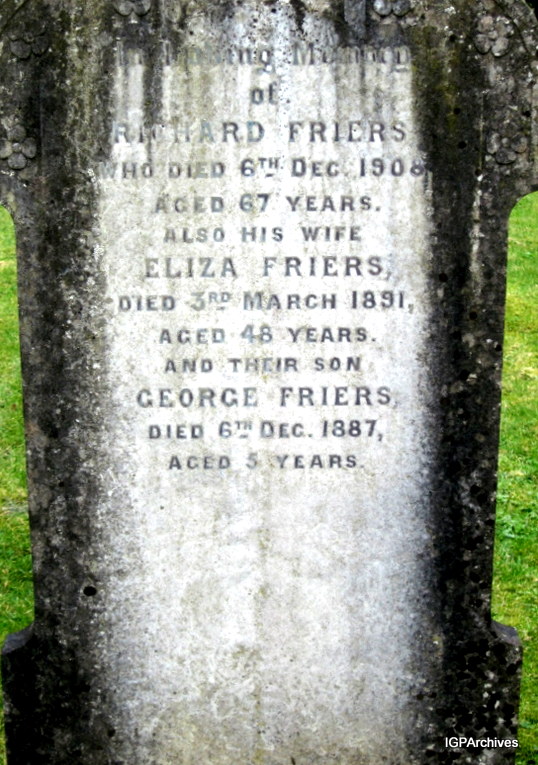 In Loving Memory
of
RICHARD FRIERS
WHO DIED 6TH DEC. 1908
AGED 67 YEARS.
ALSO HIS WIFE
ELIZA FRIERS,
DIED 3RD MARCH 1891,
AGED 48 YEARS.
AND THEIR SON
GEORGE FRIERS,
DIED 6TH DEC. 1887,
AGED 5 YEARS.
IGPArchives